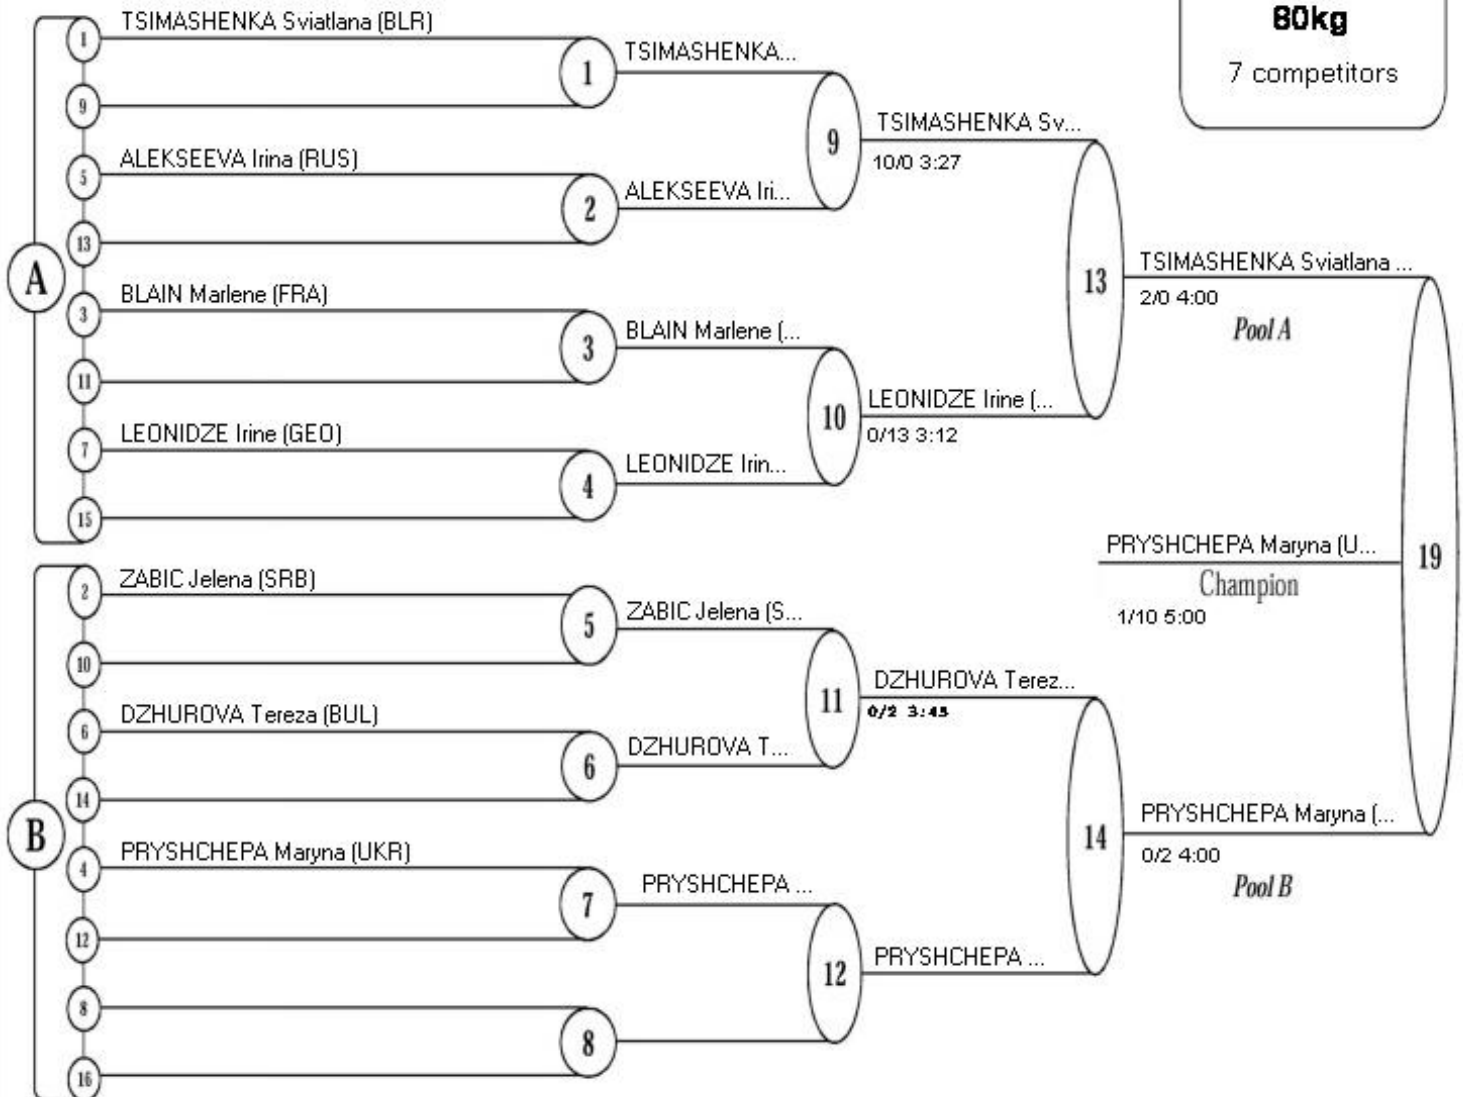 80kg
7 competitors
A
1
TSIMASHENKA Sviatlana (BLR)
9
1
TSIMASHENKA...
5
ALEKSEEVA Irina (RUS)
13
2
ALEKSEEVA Iri...
9
TSIMASHENKA Sv...
10/0 3:27
3
BLAIN Marlene (FRA)
11
3
BLAIN Marlene (...
7
LEONIDZE Irine (GEO)
15
4
LEONIDZE Irin...
10
LEONIDZE Irine (...
0/13 3:12
13
TSIMASHENKA Sviatlana ...
2/0 4:00
Pool A
B
2
ZABIC Jelena (SRB)
10
5
ZABIC Jelena (S...
6
DZHUROVA Tereza (BUL)
14
6
DZHUROVA T...
11
DZHUROVA Terez...
0/2 3:45
4
PRYSHCHEPA Maryna (UKR)
12
7
PRYSHCHEPA ...
8
16
8
12
PRYSHCHEPA ...
14
PRYSHCHEPA Maryna (...
0/2 4:00
Pool B
19
PRYSHCHEPA Maryna (U...
Champion
1/10 5:00